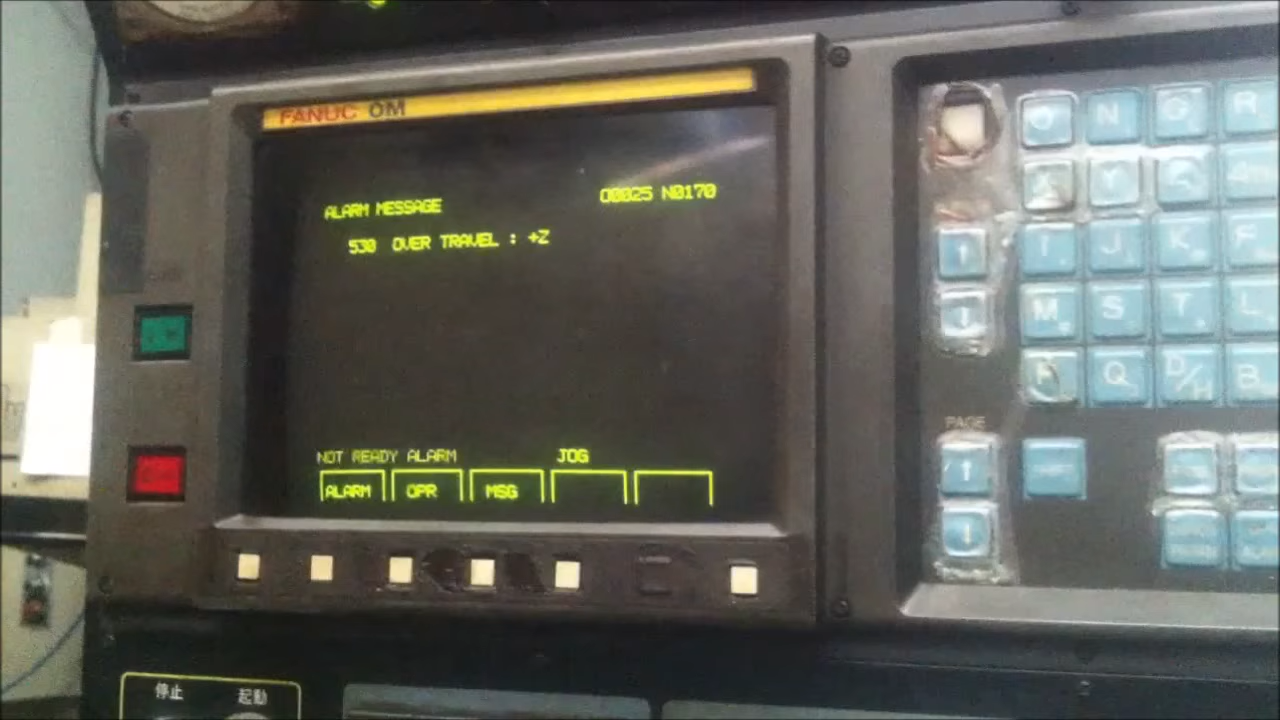 FANUC OM
ALARM MESSAGE O0025 N0170
530 OVER TRAVEL : +Z
NOT READY ALARM JOG
ALARM OPR MSG
N G R
I J K F
M S T L
Q D/H B
PAGE
停止 起動